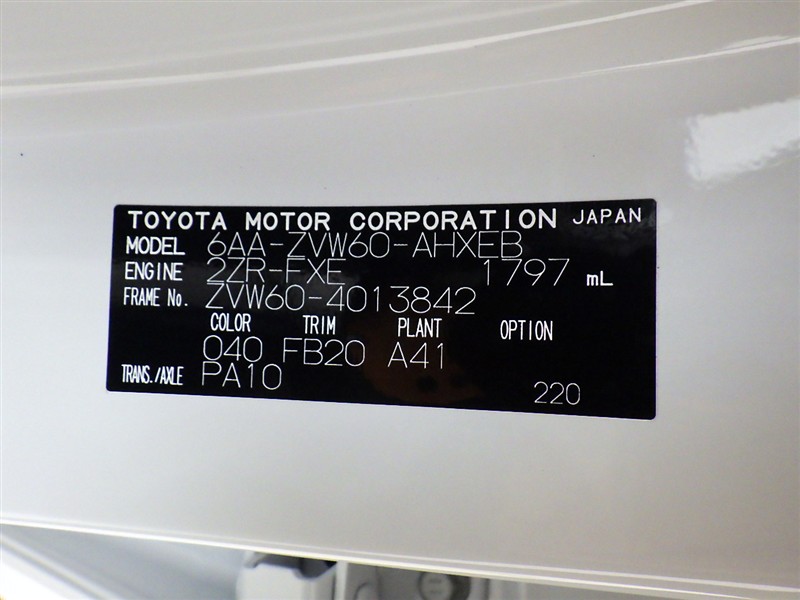 TOYOTA MOTOR CORPORATION JAPAN
MODEL 6AA-ZVW60-AHXEB
ENGINE 2ZR-FXE 1797 mL
FRAME No. ZVW60-4013842
COLOR TRIM PLANT OPTION
040 FB20 A41
TRANS./AXLE PA10
220